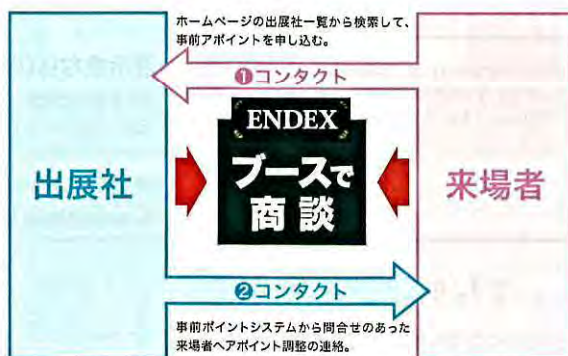 ホームページの出展社一覧から検索して、
事前アポイントを申し込む。
❶コンタクト
ENDEX
ブースで
商談
出展社
来場者
❷コンタクト
事前ポイントシステムから問合せのあった
来場者へアポイント調整の連絡。